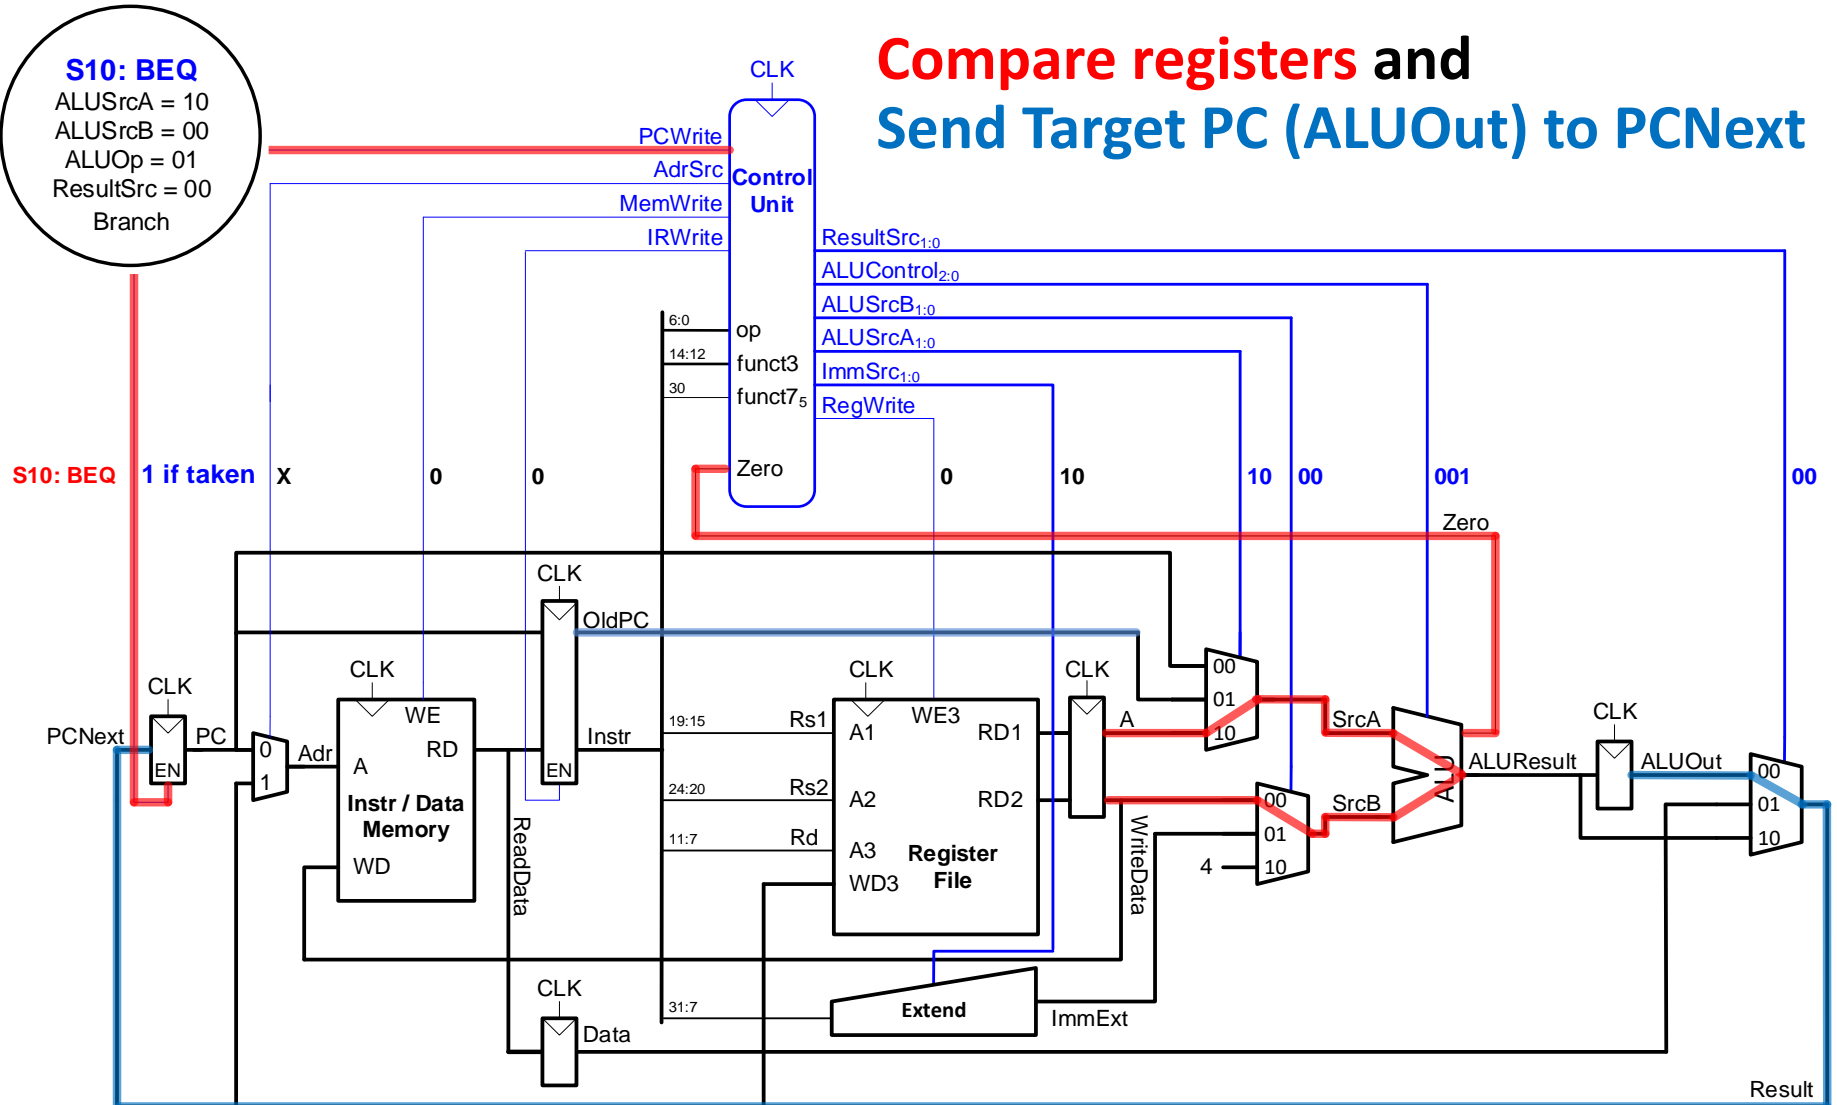 Compare registers and
Send Target PC (ALUOut) to PCNext
S10: BEQ
ALUSrcA = 10
ALUSrcB = 00
ALUOp = 01
ResultSrc = 00
Branch
CLK
PCWrite
AdrSrc
MemWrite
IRWrite
Control
Unit
ResultSrc1:0
ALUControl2:0
ALUSrcB1:0
ALUSrcA1:0
ImmSrc1:0
RegWrite
6:0
op
14:12
funct3
30
funct75
Zero
S10: BEQ
1 if taken
X
0
0
0
10
10
00
001
00
Zero
CLK
OldPC
CLK
PCNext
PC
EN
0
1
Adr
CLK
WE
RD
A
Instr / Data
Memory
WD
EN
Instr
ReadData
CLK
Data
19:15
Rs1
24:20
Rs2
11:7
Rd
31:7
CLK
WE3
A1
RD1
A2
RD2
A3
WD3
Register
File
Extend
ImmExt
CLK
A
WriteData
00
01
10
00
01
10
4
SrcA
SrcB
ALU
ALUResult
CLK
ALUOut
00
01
10
Result